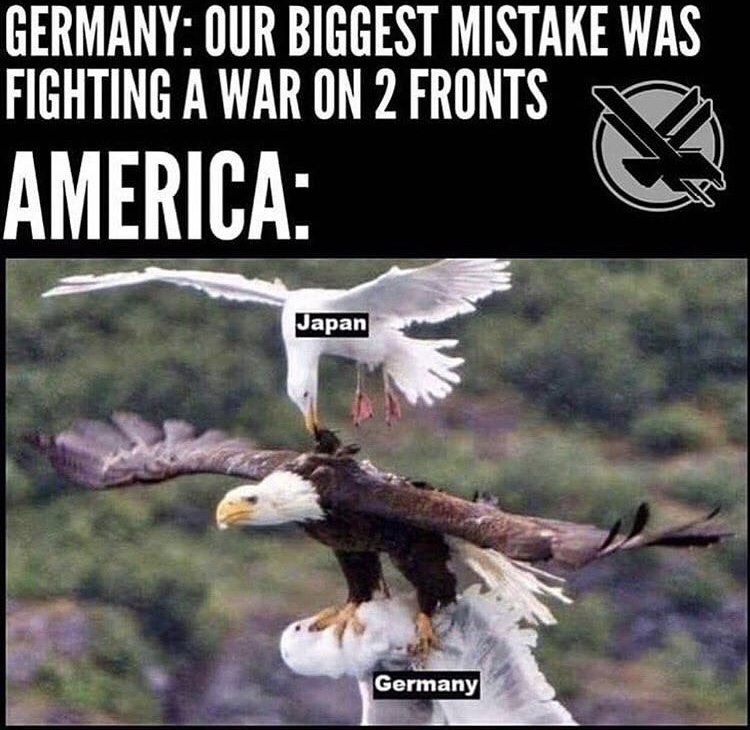 GERMANY: OUR BIGGEST MISTAKE WAS
FIGHTING A WAR ON 2 FRONTS
AMERICA:
Japan
Germany